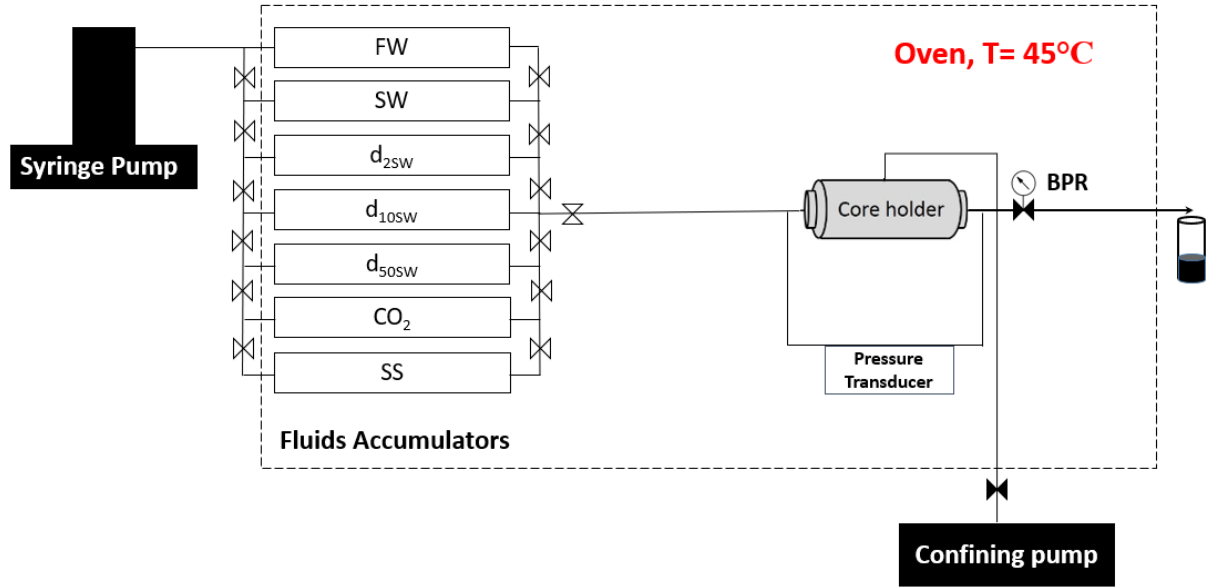 Syringe Pump
FW
SW
d2SW
d10SW
d50SW
CO2
SS
Fluids Accumulators
Oven, T= 45°C
Core holder
BPR
Pressure
Transducer
Confining pump